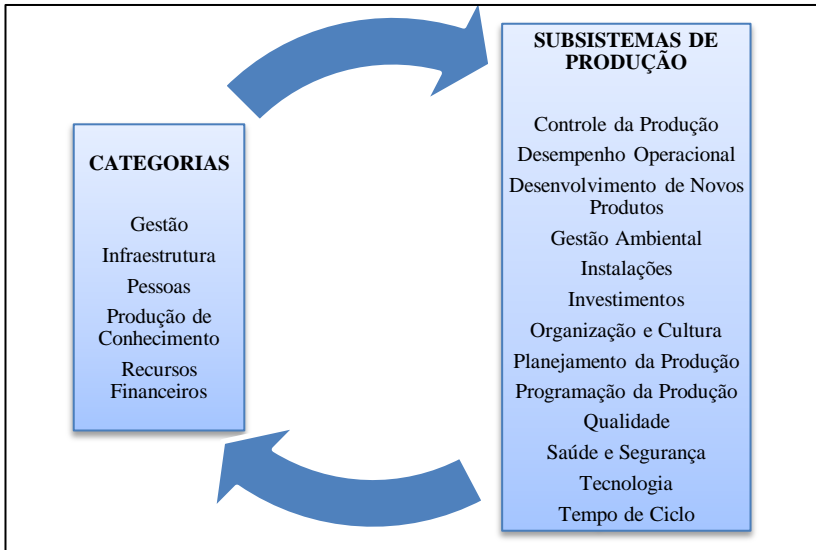 CATEGORIAS
Gestão
Infraestrutura
Pessoas
Produção de
Conhecimento
Recursos
Financeiros
SUBSISTEMAS DE
PRODUÇÃO
Controle da Produção
Desempenho Operacional
Desenvolvimento de Novos
Produtos
Gestão Ambiental
Instalações
Investimentos
Organização e Cultura
Planejamento da Produção
Programação da Produção
Qualidade
Saúde e Segurança
Tecnologia
Tempo de Ciclo